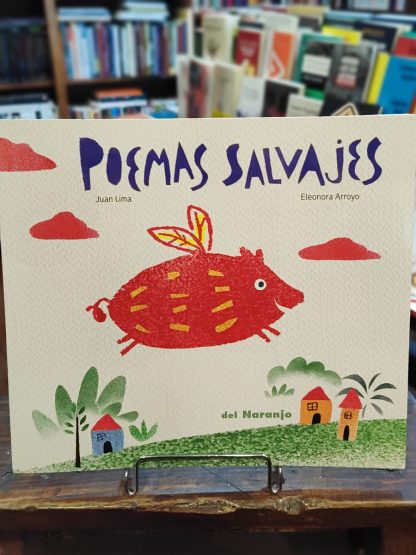 POEMAS SALVAJES
Juan Lima
Eleonora Arroyo
del Naranjo